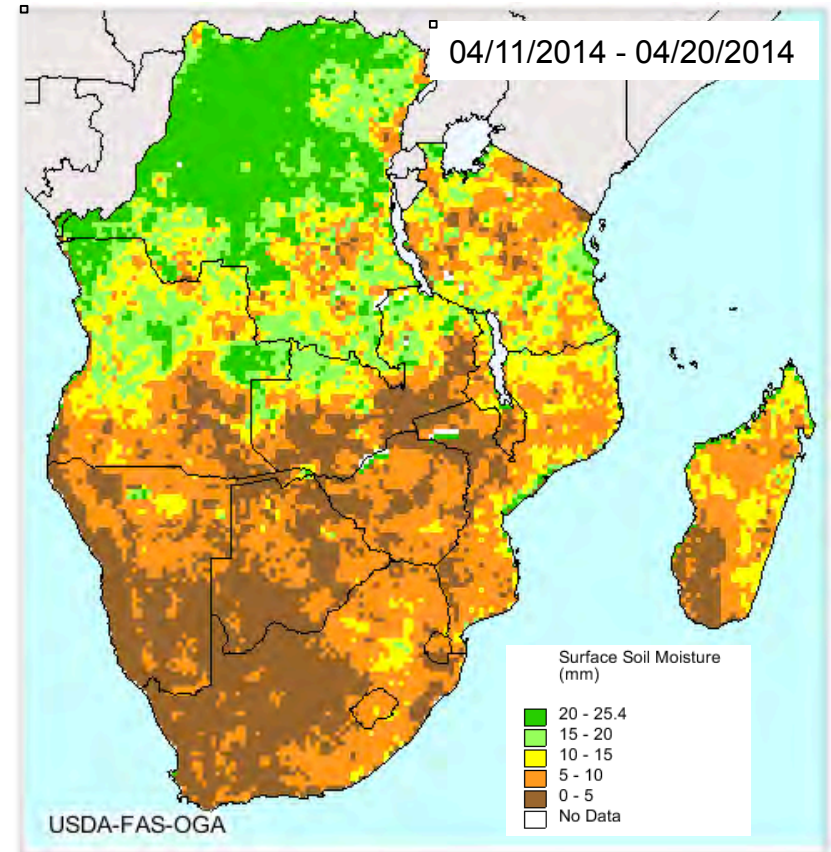 04/11/2014 - 04/20/2014
Surface Soil Moisture
(mm)
20 - 25.4
15 - 20
10 - 15
5 - 10
0 - 5
No Data
USDA-FAS-OGA